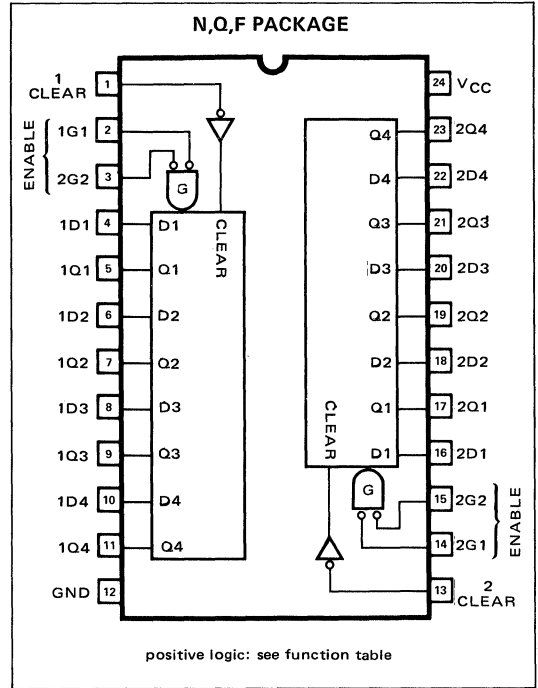 N,Q,F PACKAGE
1
CLEAR
1
ENABLE
1G1
2
2G2
3
1D1
4
1Q1
5
1D2
6
1Q2
7
1D3
8
1Q3
9
1D4
10
1Q4
11
GND
12
G
CLEAR
D1
Q1
D2
Q2
D3
Q3
D4
Q4
24
VCC
23
2Q4
22
2D4
21
2Q3
20
2D3
19
2Q2
18
2D2
17
2Q1
16
2D1
15
2G2
14
2G1
ENABLE
13
2
CLEAR
Q4
D4
Q3
D3
Q2
D2
Q1
D1
CLEAR
G
positive logic: see function table